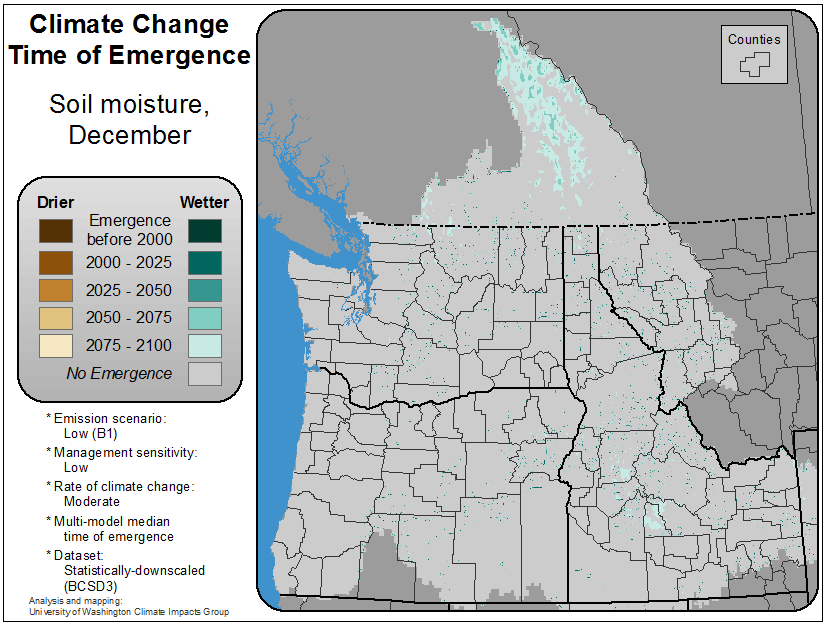 Climate Change
Time of Emergence
Soil moisture,
December
Drier
Wetter
Emergence
before 2000
2000 - 2025
2025 - 2050
2050 - 2075
2075 - 2100
No Emergence
* Emission scenario:
Low (B1)
* Management sensitivity:
Low
* Rate of climate change:
Moderate
* Multi-model median
time of emergence
* Dataset:
Statistically-downscaled
(BCSD3)
Analysis and mapping:
University of Washington Climate Impacts Group
Counties